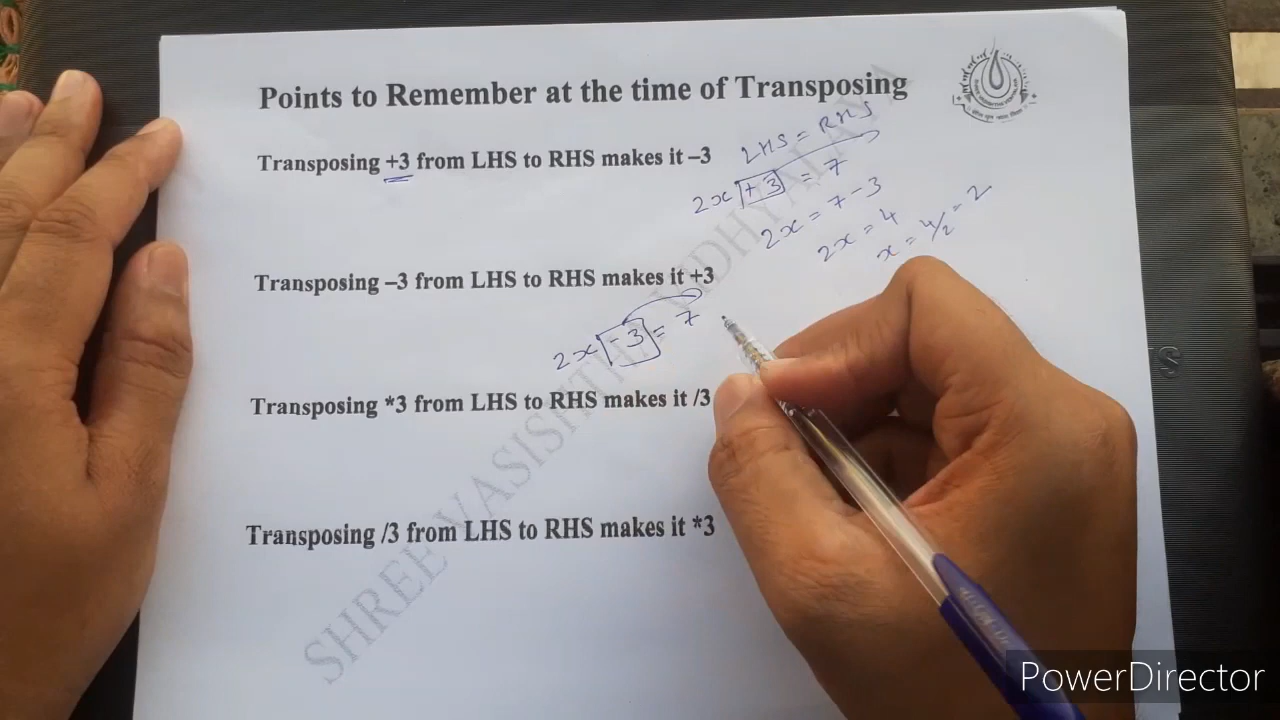 Points to Remember at the time of Transposing
Transposing +3 from LHS to RHS makes it –3
LHS = RHS
2x + 3 = 7
2x = 7 - 3
2x = 4
x = 4/2 = 2
Transposing –3 from LHS to RHS makes it +3
2x - 3 = 7
Transposing *3 from LHS to RHS makes it /3
Transposing /3 from LHS to RHS makes it *3
SHREE VASISHTHA VIDHYALAYA
PowerDirector